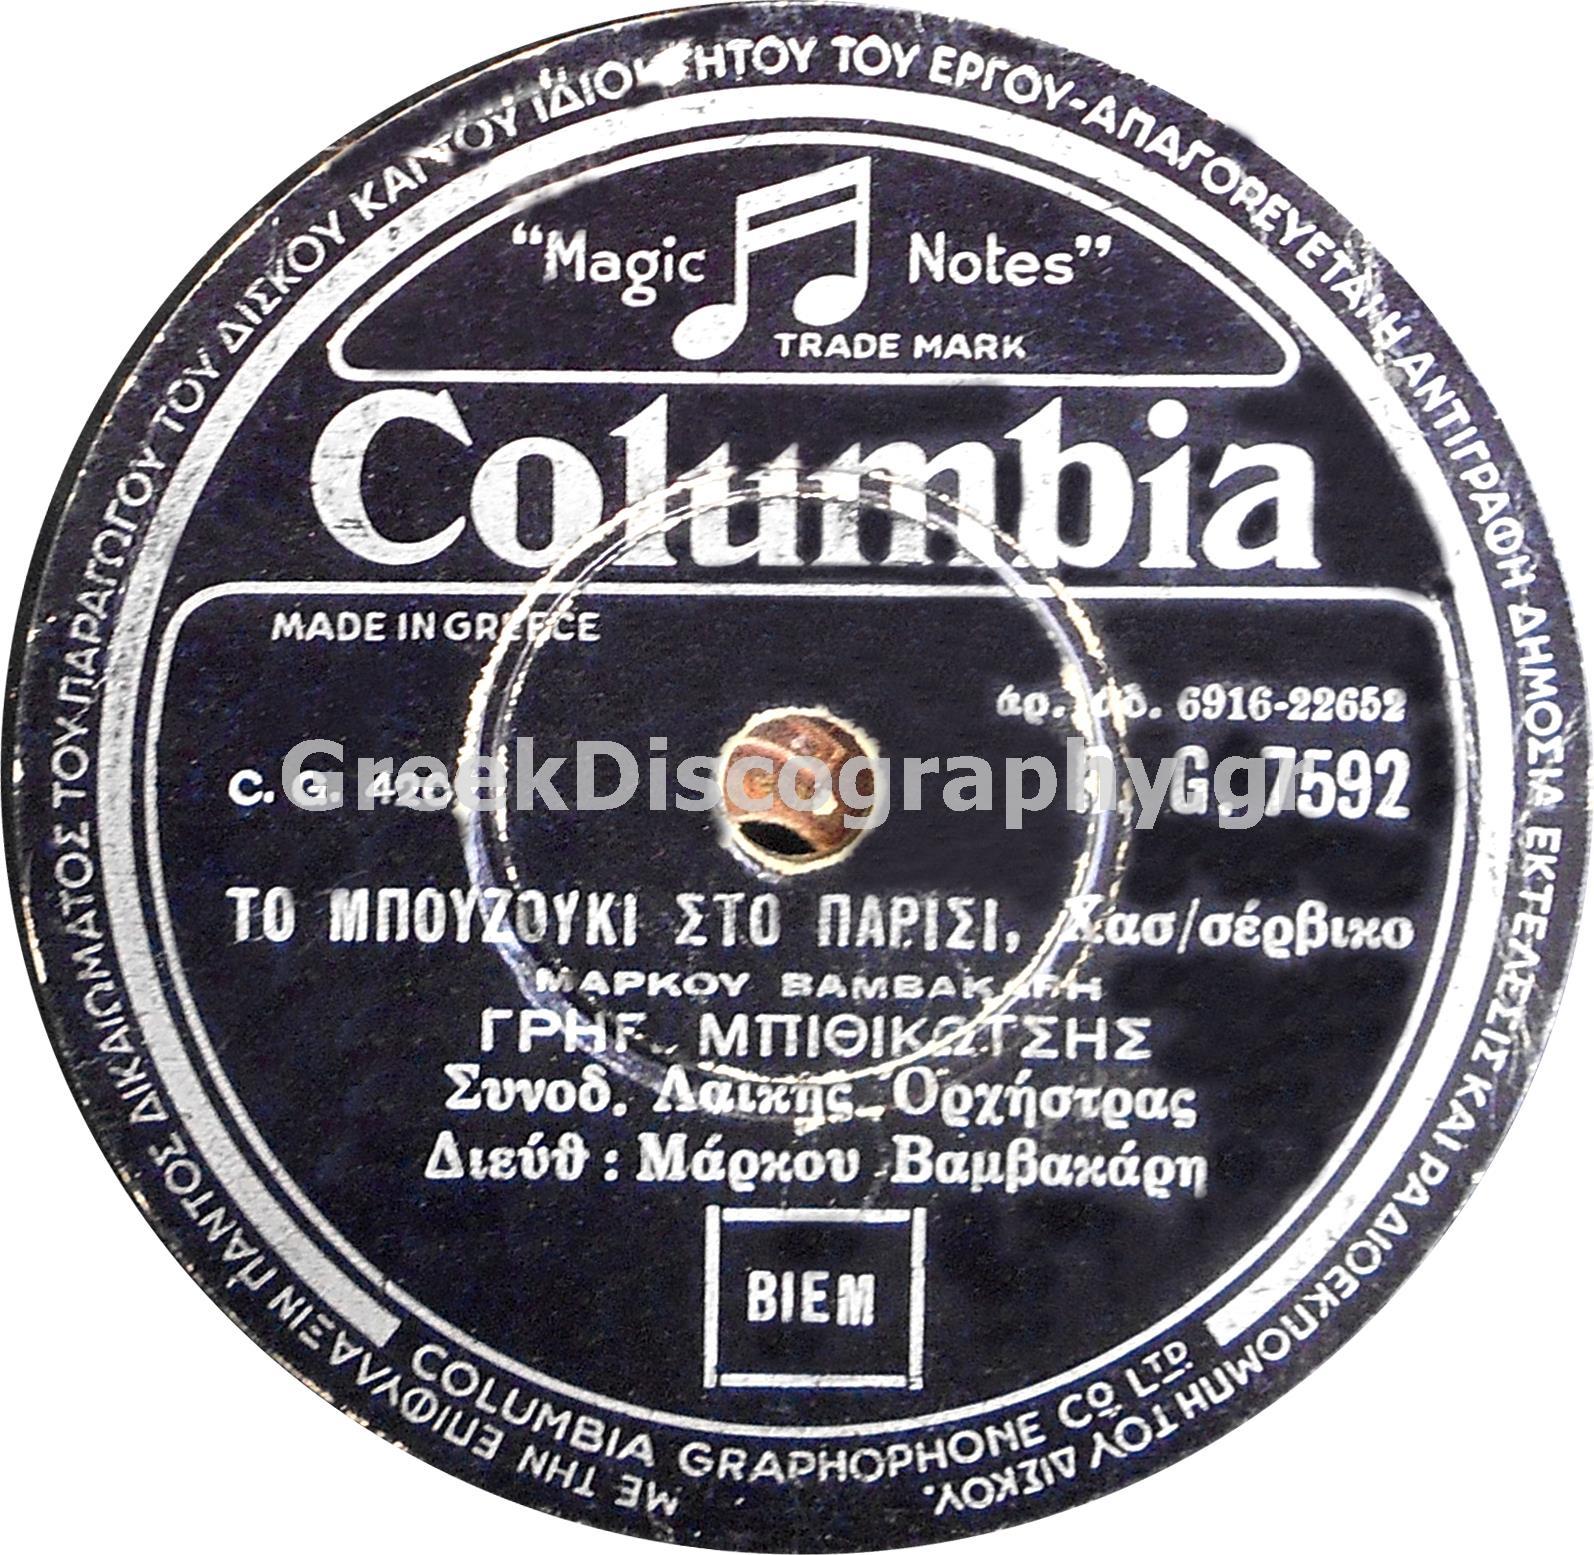 ΜΕ ΤΗΝ ΕΠΙΦΥΛΑΞΙΝ ΠΑΝΤΟΣ ΔΙΚΑΙΩΜΑΤΟΣ ΤΟΥ ΠΑΡΑΓΩΓΟΥ ΤΟΥ ΔΙΣΚΟΥ ΚΑΙ ΤΟΥ ΙΔΙΟΚΤΗΤΟΥ ΤΟΥ ΕΡΓΟΥ-ΑΠΑΓΟRΕΥΕΤΑΙ Η ΑΝΤΙΓΡΑΦΗ ΔΗΜΟΣΙΑ ΕΚΤΕΛΕΣΙΣ ΚΑΙ ΡΑΔΙΟΕΚΠΟΜΠΗ ΤΟΥ ΔΙΣΚΟΥ.
“Magic Notes”
TRADE MARK
Columbia
MADE IN GREECE
6916-22652
GreekDiscography.gr
C. G.
G. 7592
ΤΟ ΜΠΟΥΖΟΥΚΙ ΣΤΟ ΠΑΡΙΣΙ, Χασ/σέρβικο
ΜΑΡΚΟΥ ΒΑΜΒΑΚΑΡΗ
ΓΡΗΓ. ΜΠΙΘΙΚΩΤΣΗΣ
Συνοδ. Λαικης Ορχήστρας
Διεύθ : Μάρκου Βαμβακάρη
BIEM
COLUMBIA GRAPHOPHONE Cº LTD